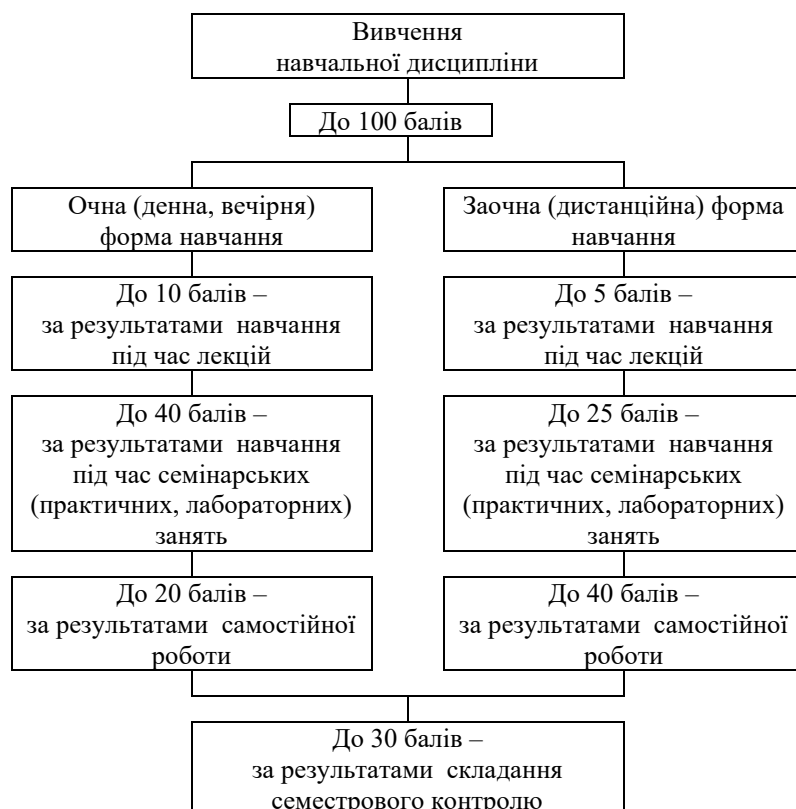 Вивчення
навчальної дисципліни
До 100 балів
Очна (денна, вечірня)
форма навчання
Заочна (дистанційна) форма
навчання
До 10 балів –
за результатами навчання
під час лекцій
До 5 балів –
за результатами навчання
під час лекцій
До 40 балів –
за результатами навчання
під час семінарських
(практичних, лабораторних)
занять
До 25 балів –
за результатами навчання
під час семінарських
(практичних, лабораторних)
занять
До 20 балів –
за результатами самостійної
роботи
До 40 балів –
за результатами самостійної
роботи
До 30 балів –
за результатами складання
семестрового контролю